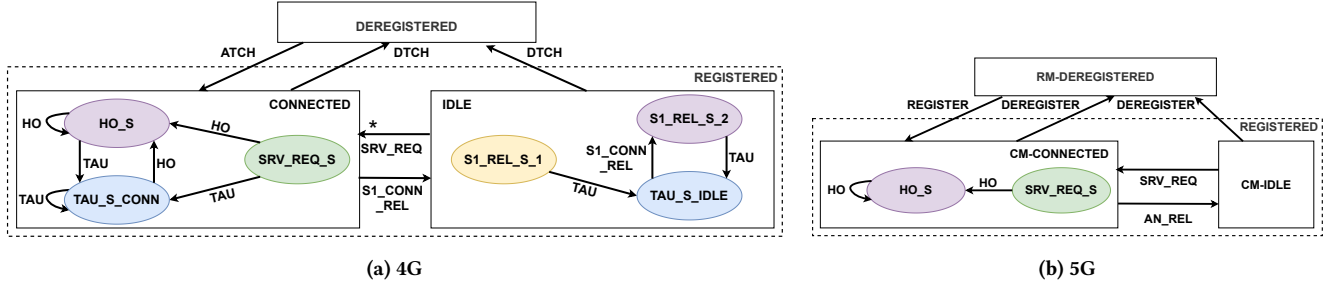 DEREGISTERED
ATCH
DTCH
DTCH
REGISTERED
CONNECTED
HO
HO_S
HO
TAU
HO
SRV_REQ_S
TAU
TAU_S_CONN
TAU
*
SRV_REQ
S1_CONN
_REL
IDLE
S1_REL_S_2
S1_REL_S_1
S1_CONN
_REL
TAU
TAU
TAU_S_IDLE
(a) 4G
RM-DEREGISTERED
REGISTER
DEREGISTER
DEREGISTER
REGISTERED
CM-CONNECTED
HO
HO_S
HO
SRV_REQ_S
SRV_REQ
AN_REL
CM-IDLE
(b) 5G